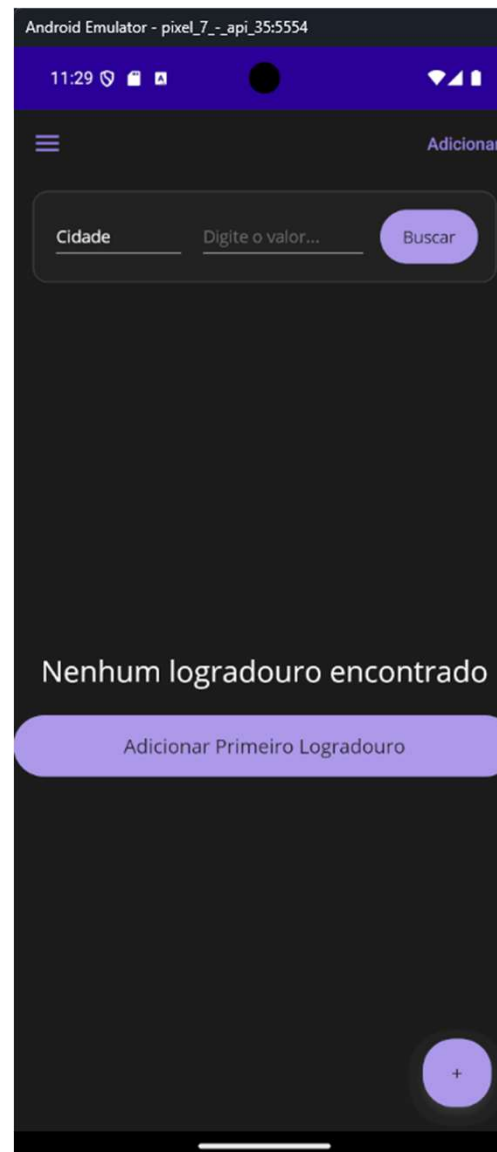 Android Emulator - pixel_7_-_api_35:5554
11:29
Adicionar
Cidade Digite o valor... Buscar
Nenhum logradouro encontrado
Adicionar Primeiro Logradouro
+